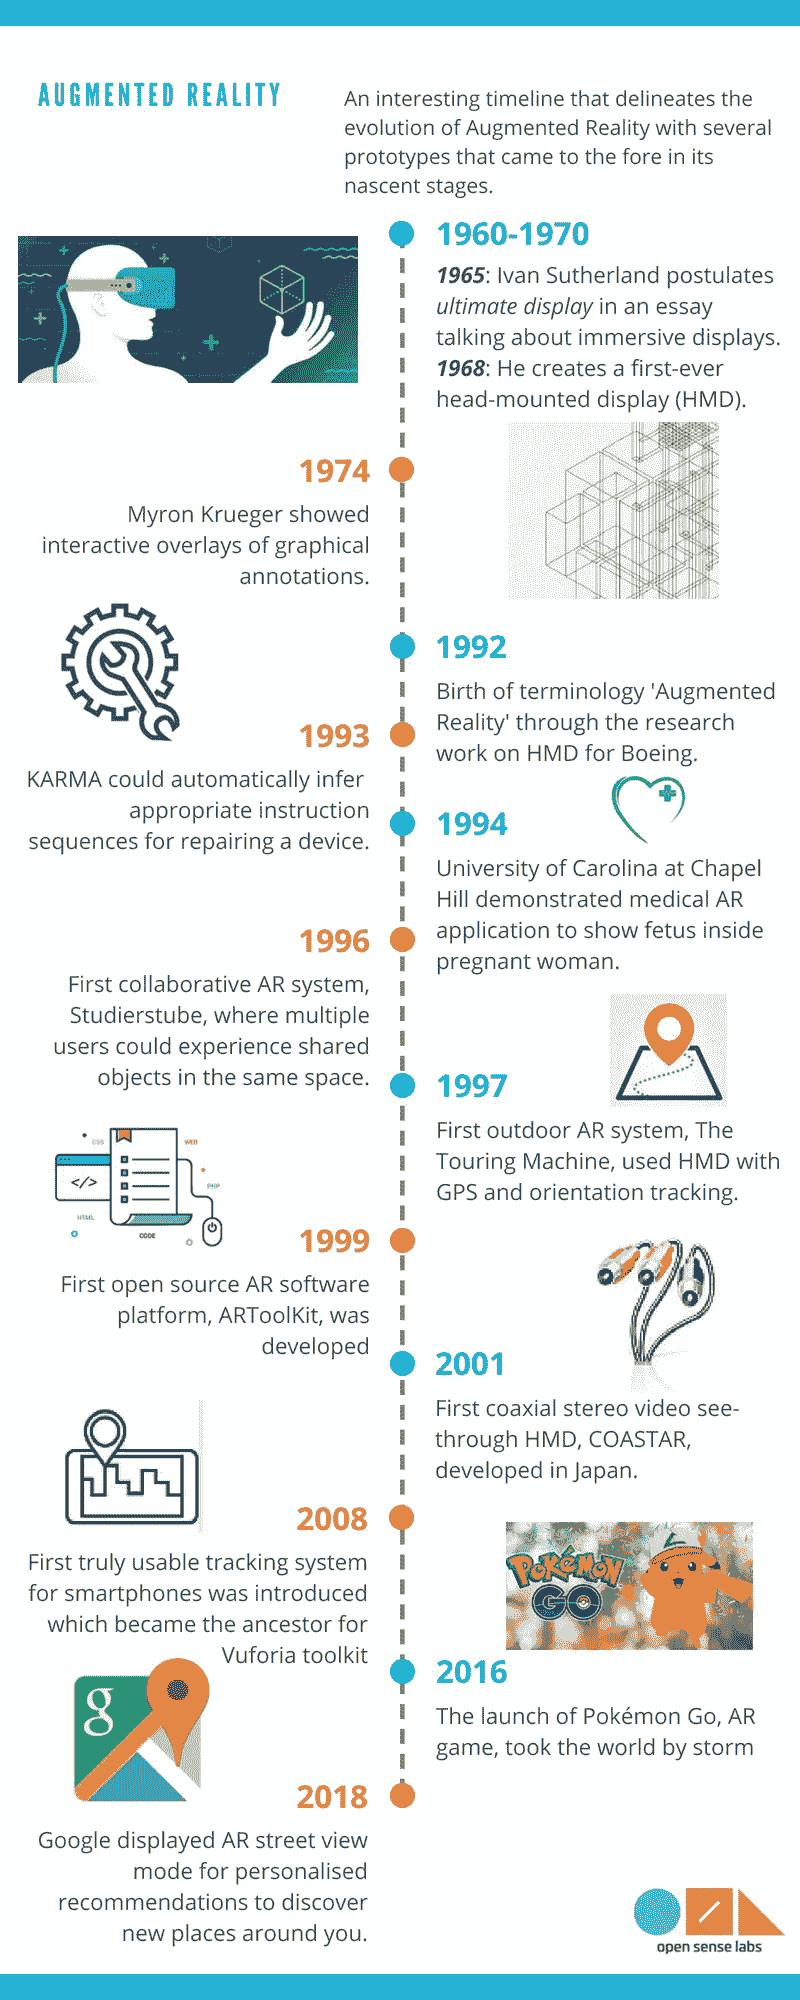 AUGMENTED REALITY
An interesting timeline that delineates the
evolution of Augmented Reality with several
prototypes that came to the fore in its
nascent stages.
1960-1970
1965: Ivan Sutherland postulates
ultimate display in an essay
talking about immersive displays.
1968: He creates a first-ever
head-mounted display (HMD).
1974
Myron Krueger showed
interactive overlays of graphical
annotations.
1992
Birth of terminology 'Augmented
Reality' through the research
work on HMD for Boeing.
1993
KARMA could automatically infer
appropriate instruction
sequences for repairing a device.
1994
University of Carolina at Chapel
Hill demonstrated medical AR
application to show fetus inside
pregnant woman.
1996
First collaborative AR system,
Studierstube, where multiple
users could experience shared
objects in the same space.
1997
First outdoor AR system, The
Touring Machine, used HMD with
GPS and orientation tracking.
CSS
WEB
</>
PHP
HTML
CODE
1999
First open source AR software
platform, ARToolKit, was
developed
2001
First coaxial stereo video see-
through HMD, COASTAR,
developed in Japan.
2008
First truly usable tracking system
for smartphones was introduced
which became the ancestor for
Vuforia toolkit
POKéMON
GO
2016
The launch of Pokémon Go, AR
game, took the world by storm
g
2018
Google displayed AR street view
mode for personalised
recommendations to discover
new places around you.
open sense labs